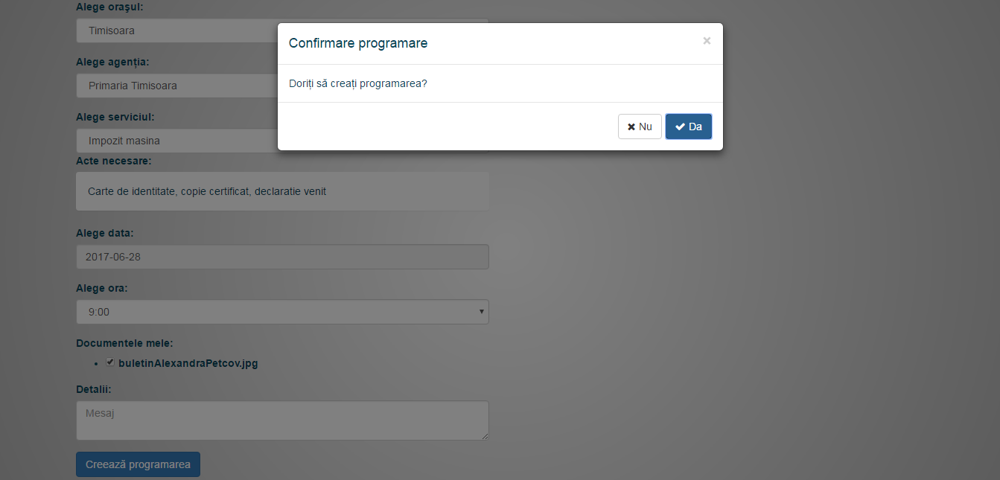 Alege orașul:
Timisoara
Confirmare programare
×
Doriți să creați programarea?
Nu
Da
Alege agenția:
Primaria Timisoara
Alege serviciul:
Impozit masina
Acte necesare:
Carte de identitate, copie certificat, declaratie venit
Alege data:
2017-06-28
Alege ora:
9:00
Documentele mele:
buletinAlexandraPetcov.jpg
Detalii:
Mesaj
Creează programarea